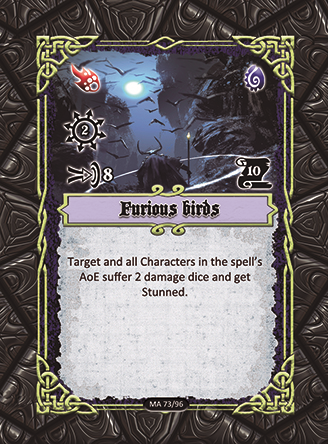 2
8
10
Furious birds
Target and all Characters in the spell's
AoE suffer 2 damage dice and get
Stunned.
MA 73/96